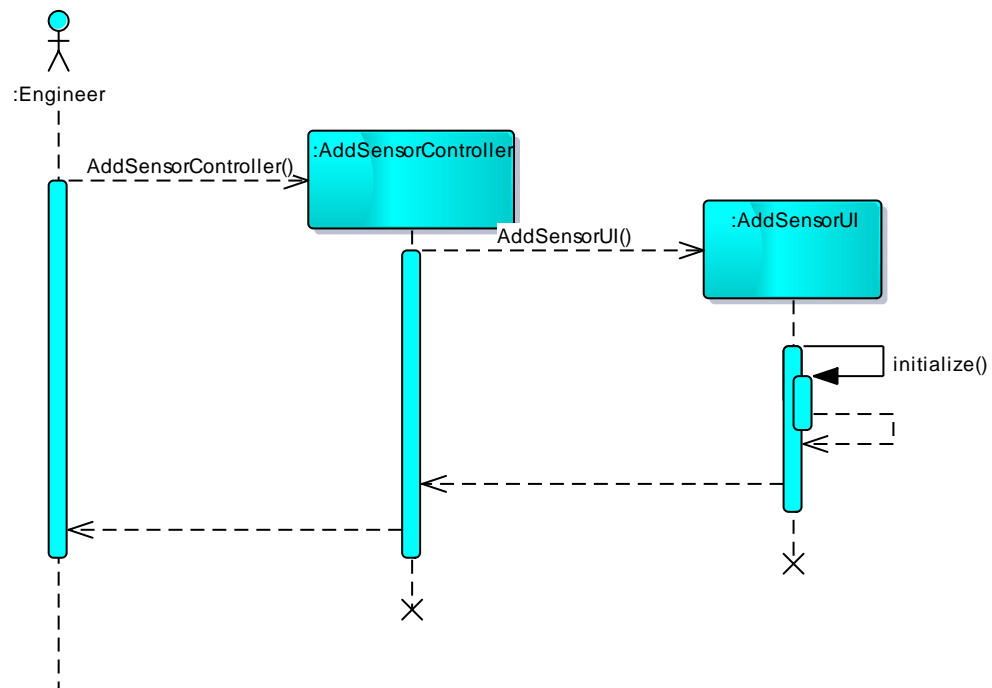 :Engineer
:AddSensorController
AddSensorController()
:AddSensorUI
AddSensorUI()
initialize()